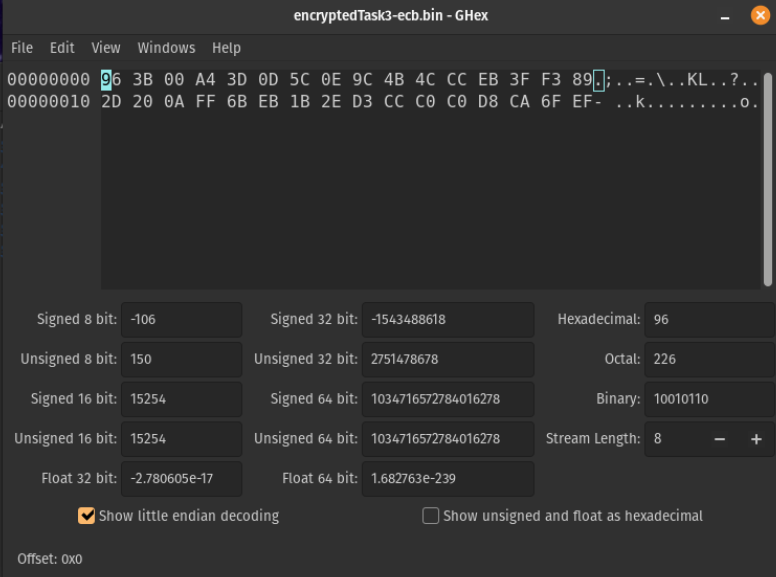 encryptedTask3-ecb.bin - GHex
File Edit View Windows Help
00000000 96 3B 00 A4 3D 0D 5C 0E 9C 4B 4C CC EB 3F F3 89.;..=.\..KL..?..
00000010 2D 20 0A FF 6B EB 1B 2E D3 CC C0 C0 D8 CA 6F EF- ..k.........o.
Signed 8 bit: -106 Signed 32 bit: -1543488618 Hexadecimal: 96
Unsigned 8 bit: 150 Unsigned 32 bit: 2751478678 Octal: 226
Signed 16 bit: 15254 Signed 64 bit: 1034716572784016278 Binary: 10010110
Unsigned 16 bit: 15254 Unsigned 64 bit: 1034716572784016278 Stream Length: 8 − +
Float 32 bit: -2.780605e-17 Float 64 bit: 1.682763e-239
Show little endian decoding Show unsigned and float as hexadecimal
Offset: 0x0